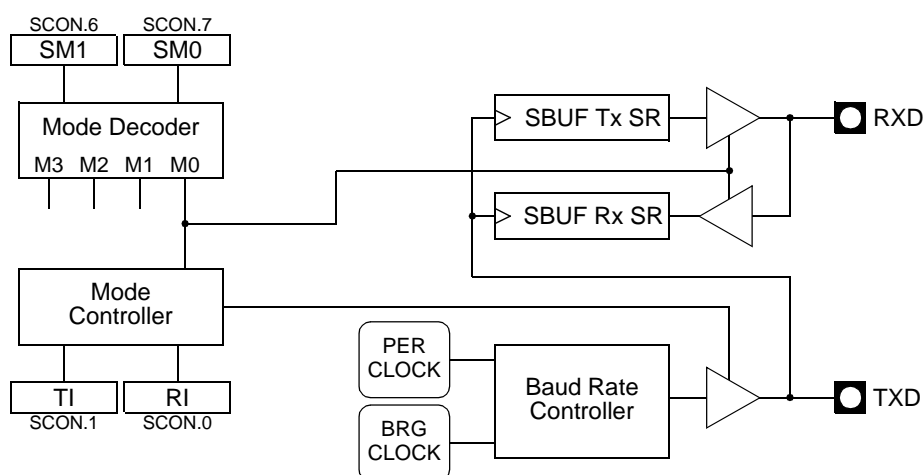 SCON.6 SCON.7
SM1 SM0
Mode Decoder
M3 M2 M1 M0
SBUF Tx SR
RXD
SBUF Rx SR
Mode
Controller
TI RI
SCON.1 SCON.0
PER
CLOCK
BRG
CLOCK
Baud Rate
Controller
TXD